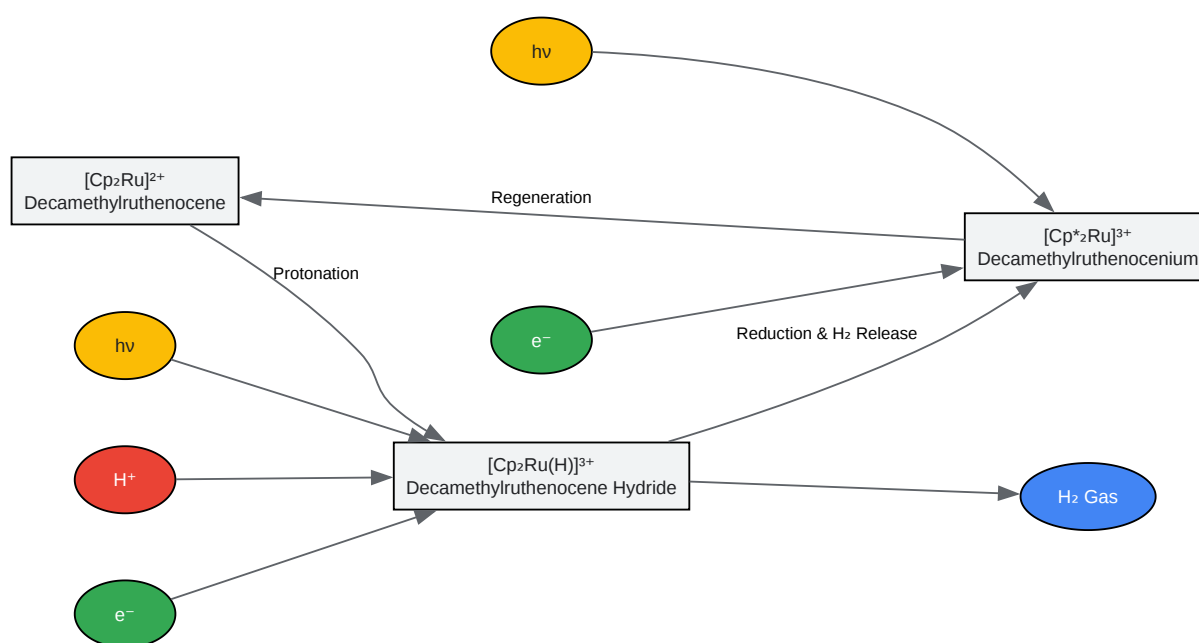 hν
[Cp₂Ru]²⁺
Decamethylruthenocene
Regeneration
[Cp*₂Ru]³⁺
Decamethylruthenocenium
Protonation
hν
e⁻
Reduction & H₂ Release
H⁺
[Cp₂Ru(H)]³⁺
Decamethylruthenocene Hydride
H₂ Gas
e⁻